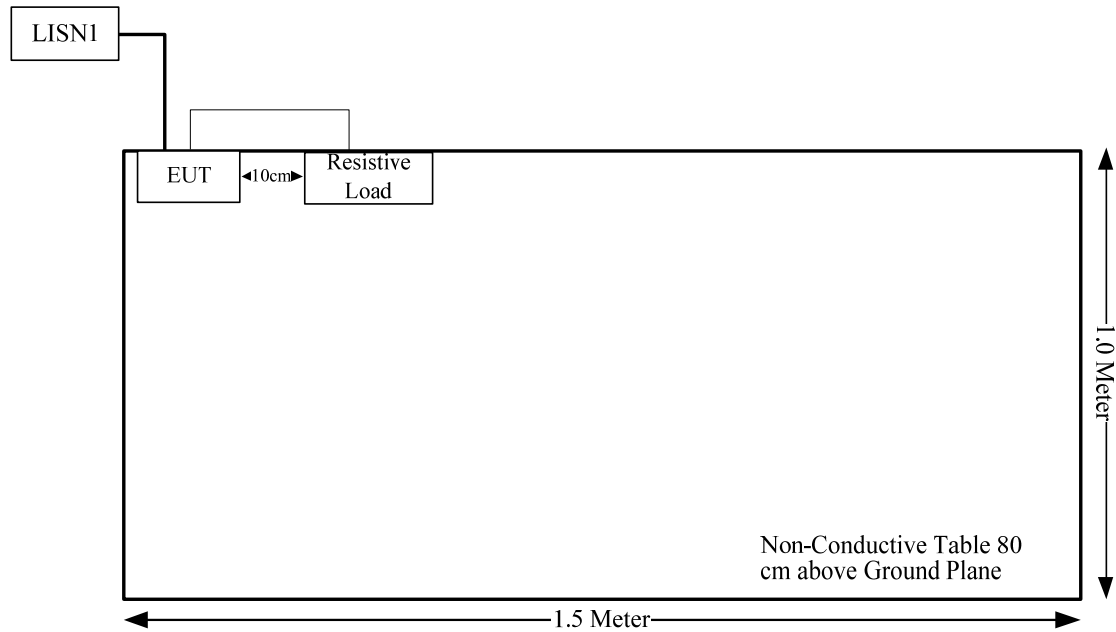 LISN1
EUT
10cm
Resistive
Load
1.0 Meter
Non-Conductive Table 80
cm above Ground Plane
1.5 Meter